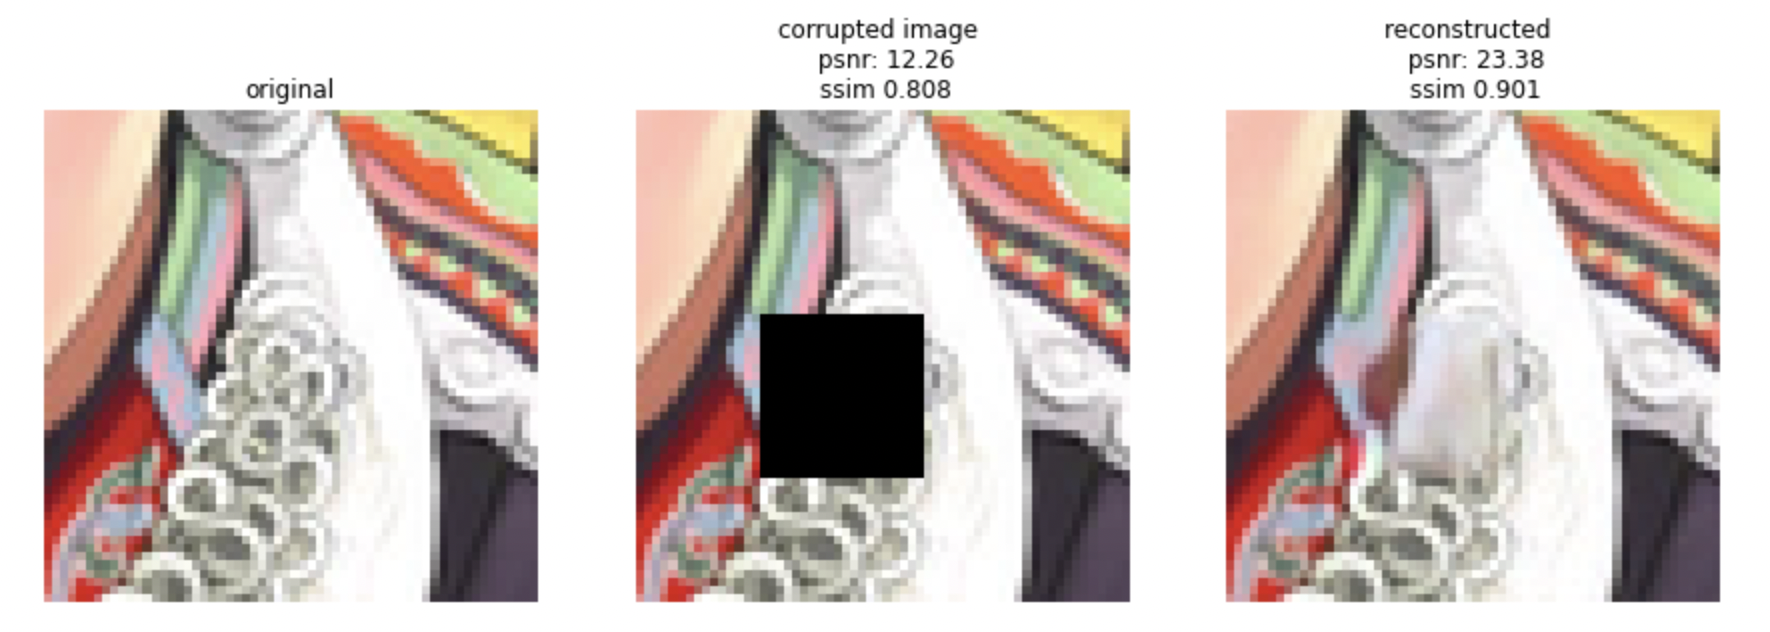 original
corrupted image
psnr: 12.26
ssim 0.808
reconstructed
psnr: 23.38
ssim 0.901